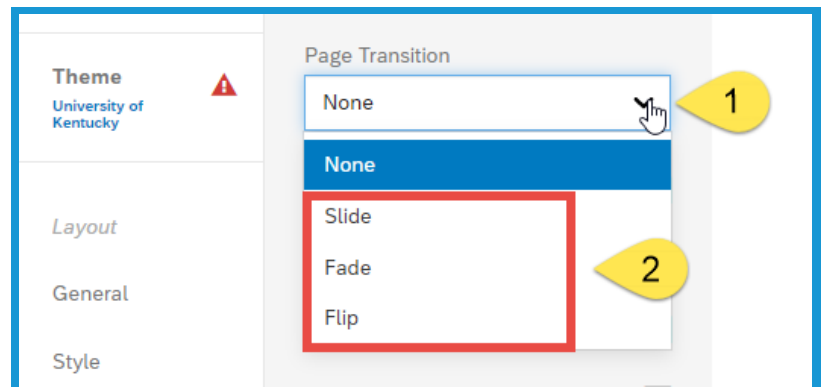 Theme
University of
Kentucky
Layout
General
Style
Page Transition
None
1
None
Slide
Fade
Flip
2